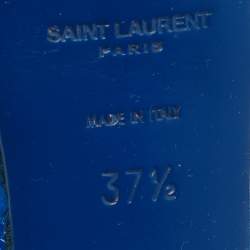 SAINT LAURENT
PARIS
MADE IN ITALY
37½